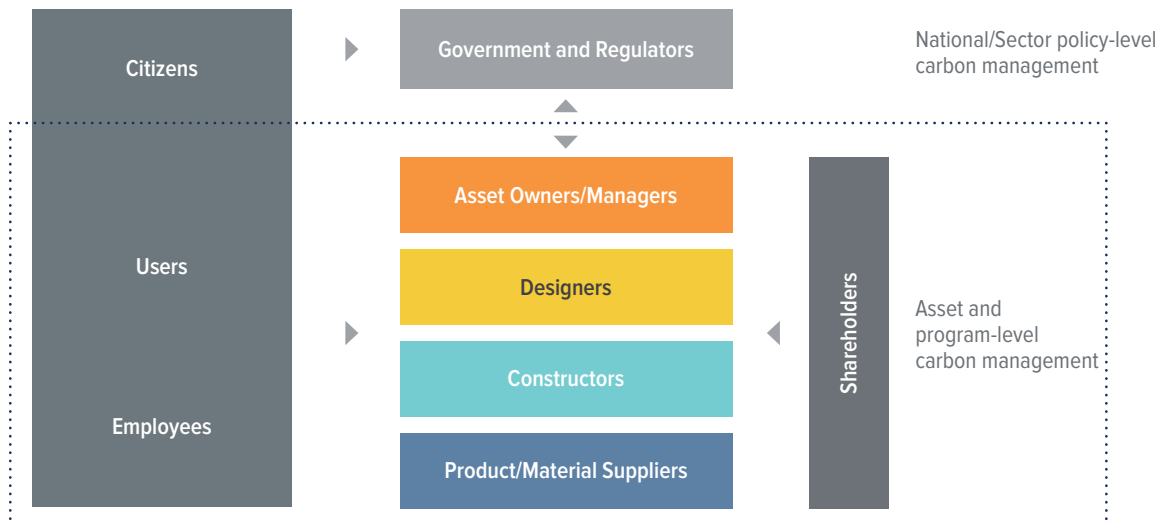 Citizens
Government and Regulators
National/Sector policy-level
carbon management
Asset Owners/Managers
Users
Designers
Shareholders
Asset and
program-level
carbon management
Constructors
Employees
Product/Material Suppliers